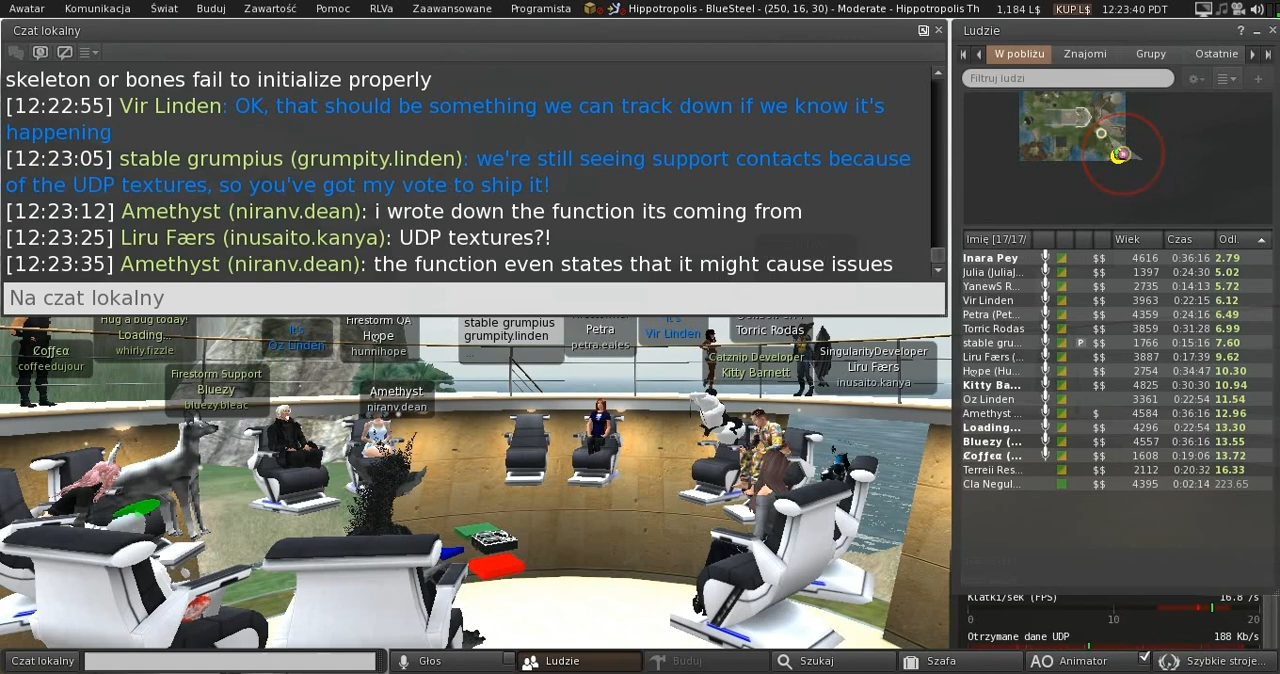 Awatar Komunikacja Świat Buduj Zawartość Pomoc RLVa Zaawansowane Programista Hippotropolis - BlueSteel - (250, 16, 30) - Moderate - Hippotropolis Th 1,184 L$ KUP L$ 12:23:40 PDT
Czat lokalny
skeleton or bones fail to initialize properly
[12:22:55] Vir Linden: OK, that should be something we can track down if we know it's
happening
[12:23:05] stable grumpius (grumpity.linden): we're still seeing support contacts because
of the UDP textures, so you've got my vote to ship it!
[12:23:12] Amethyst (niranv.dean): i wrote down the function its coming from
[12:23:25] Liru Færs (inusaito.kanya): UDP textures?!
[12:23:35] Amethyst (niranv.dean): the function even states that it might cause issues
Na czat lokalny
Hug a bug today!
Loading...
whirly.fizzle
It's
Oz Linden
Firestorm QA
Hope
hunnihope
stable grumpius
grumpity.linden
...
Petra
petra.eales
It's
Vir Linden
Torric Rodas
Coffεα
coffeedujour
Firestorm Support
Bluezy
bluezy.bleac
Amethyst
niranv.dean
Catznip Developer
Kitty Barnett
SingularityDeveloper
Liru Færs
inusaito.kanya
Ludzie
? _ ×
W pobliżu Znajomi Grupy Ostatnie
Filtruj ludzi
Imię [17/17/ Wiek Czas Odl.
Inara Pey $$ 4616 0:36:16 2.79
Julia (JuliaJ... $$ 1397 0:24:30 5.02
YanewS R... $$ 2735 0:14:13 5.72
Vir Linden $$ 3963 0:22:15 6.12
Petra (Pet... $$ 4359 0:24:16 6.49
Torric Rodas $$ 3859 0:31:28 6.99
stable gru... P $$ 1766 0:15:16 7.60
Liru Færs (... $$ 3887 0:17:39 9.62
Hope (Hu... $$ 2754 0:34:47 10.30
Kitty Ba... $$ 4825 0:30:30 10.94
Oz Linden $$ 3361 0:22:54 11.54
Amethyst ... $ 4584 0:36:16 12.96
Loading... $$ 4296 0:22:54 13.30
Bluezy (... $$ 4557 0:36:16 13.55
Coffεα (... $$ 1608 0:19:06 13.72
Terreii Res... $$ 2112 0:20:32 16.33
Cla Negul... $$ 4395 0:02:14 223.65
Klatki/sek (FPS) 16.8 /s
0 10 20
Otrzymane dane UDP 188 Kb/s
Czat lokalny Głos Ludzie Buduj Szukaj Szafa AO Animator Szybkie stroje...